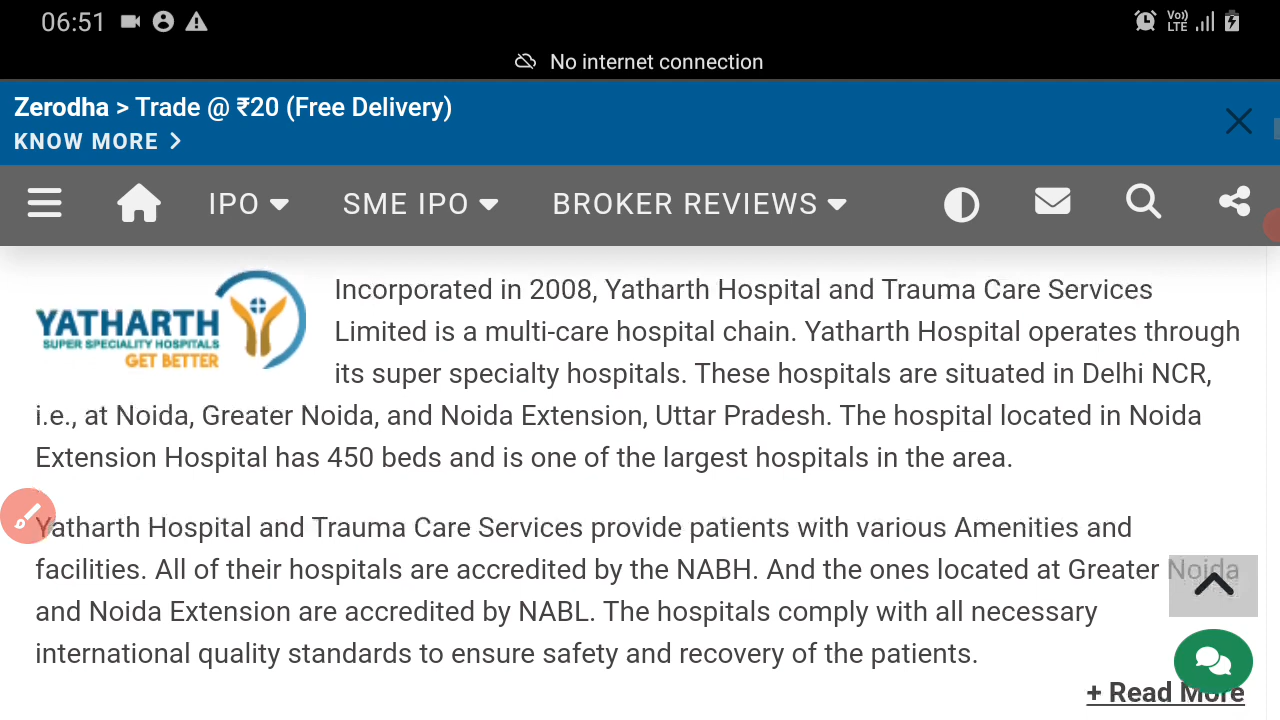 06:51
Vo)) LTE
No internet connection
Zerodha > Trade @ ₹20 (Free Delivery)
KNOW MORE
IPO SME IPO BROKER REVIEWS
YATHARTH
SUPER SPECIALITY HOSPITALS
GET BETTER
Incorporated in 2008, Yatharth Hospital and Trauma Care Services
Limited is a multi-care hospital chain. Yatharth Hospital operates through
its super specialty hospitals. These hospitals are situated in Delhi NCR,
i.e., at Noida, Greater Noida, and Noida Extension, Uttar Pradesh. The hospital located in Noida
Extension Hospital has 450 beds and is one of the largest hospitals in the area.
Yatharth Hospital and Trauma Care Services provide patients with various Amenities and
facilities. All of their hospitals are accredited by the NABH. And the ones located at Greater Noida
and Noida Extension are accredited by NABL. The hospitals comply with all necessary
international quality standards to ensure safety and recovery of the patients.
+ Read More